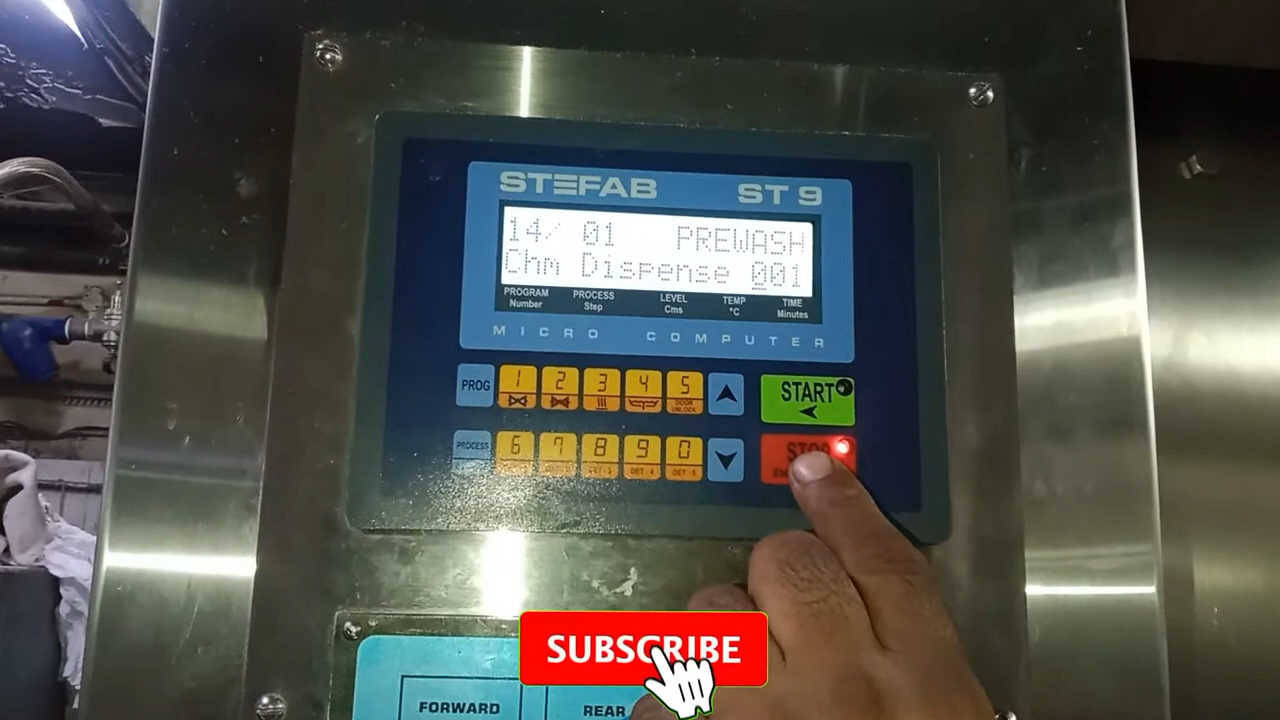 STEFAB ST 9
14/ 01 PREWASH
Chm Dispense 001
PROGRAM Number PROCESS Step LEVEL Cms TEMP °C TIME Minutes
MICRO COMPUTER
PROG 1 2 3 4 5 START
DOOR UNLOCK
PROCESS 6 7 8 9 0 STOP
DET. 4 DET. 5
SUBSCRIBE
FORWARD REAR